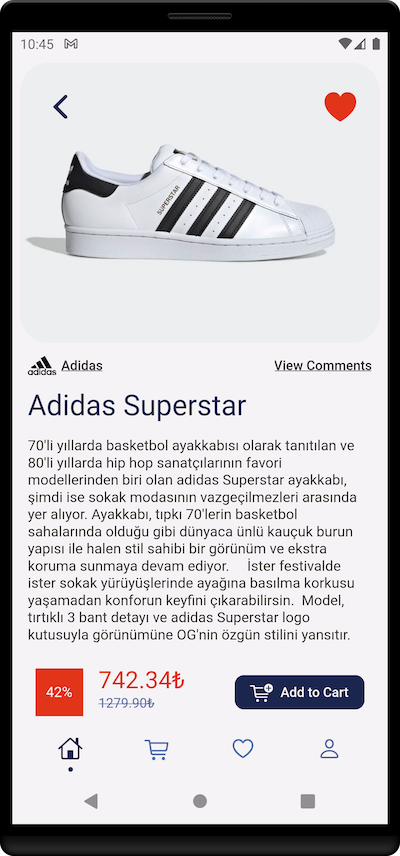 10:45
SUPERSTAR
adidas Adidas View Comments
Adidas Superstar
70'li yıllarda basketbol ayakkabısı olarak tanıtılan ve
80'li yıllarda hip hop sanatçılarının favori
modellerinden biri olan adidas Superstar ayakkabı,
şimdi ise sokak modasının vazgeçilmezleri arasında
yer alıyor. Ayakkabı, tıpkı 70'lerin basketbol
sahalarında olduğu gibi dünyaca ünlü kauçuk burun
yapısı ile halen stil sahibi bir görünüm ve ekstra
koruma sunmaya devam ediyor. İster festivalde
ister sokak yürüyüşlerinde ayağına basılma korkusu
yaşamadan konforun keyfini çıkarabilirsin. Model,
tırtıklı 3 bant detayı ve adidas Superstar logo
kutusuyla görünümüne OG'nin özgün stilini yansıtır.
42% 742.34₺
1279.90₺
Add to Cart